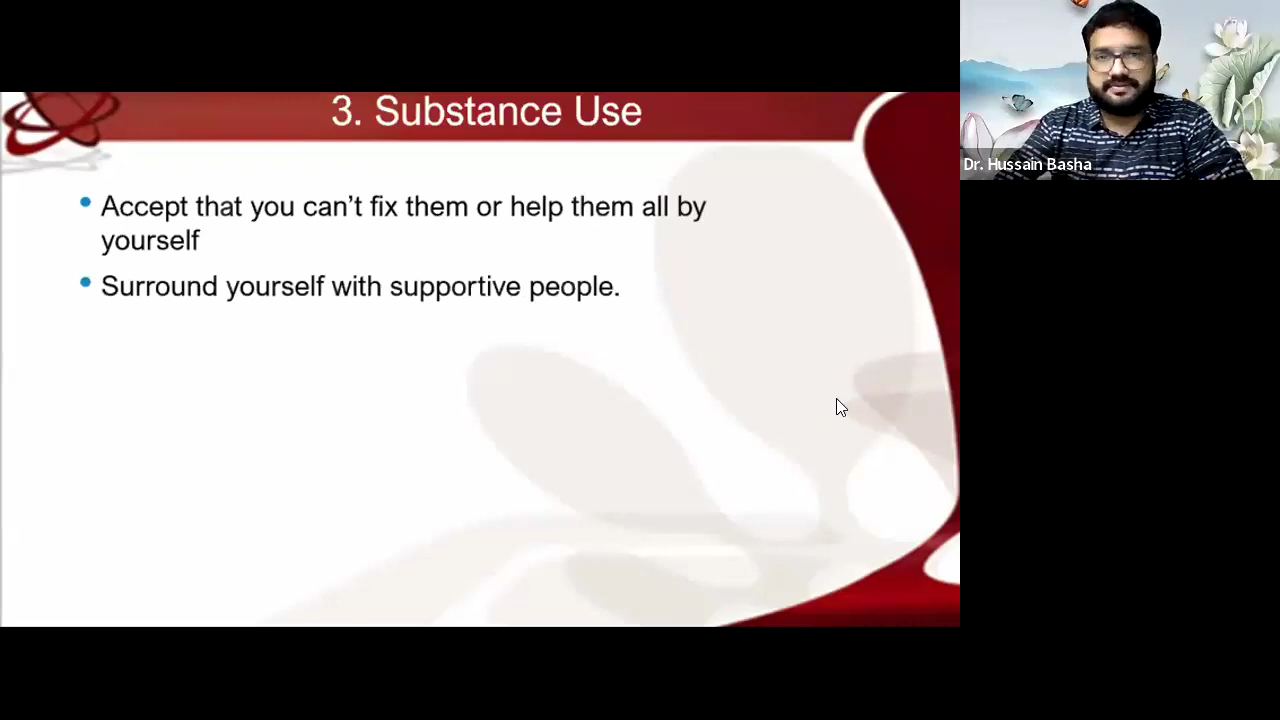 3. Substance Use
Accept that you can’t fix them or help them all by
yourself
Surround yourself with supportive people.
Dr. Hussain Basha